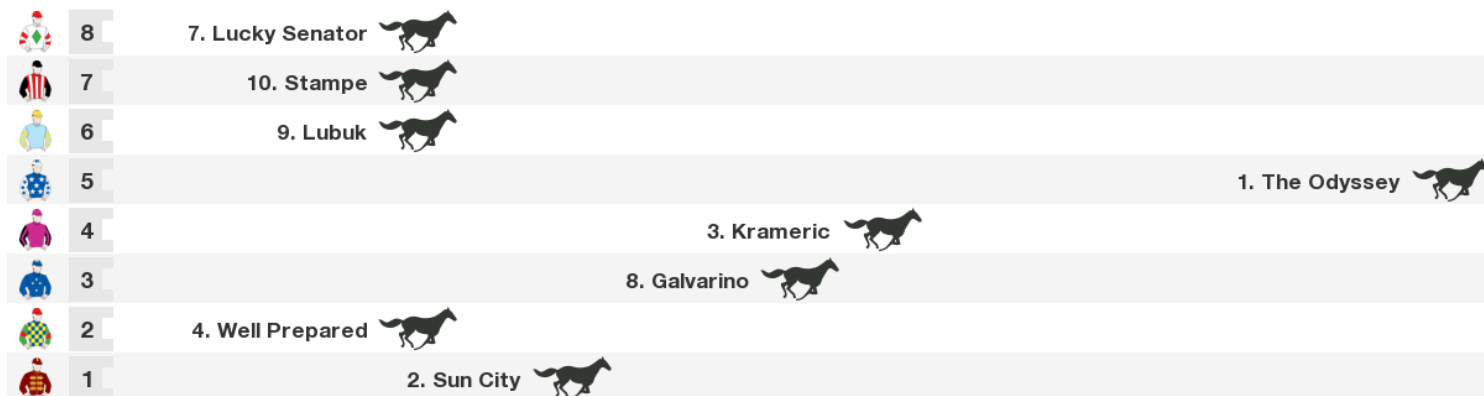 8 7. Lucky Senator
7 10. Stampe
6 9. Lubuk
5 1. The Odyssey
4 3. Krameric
3 8. Galvarino
2 4. Well Prepared
1 2. Sun City